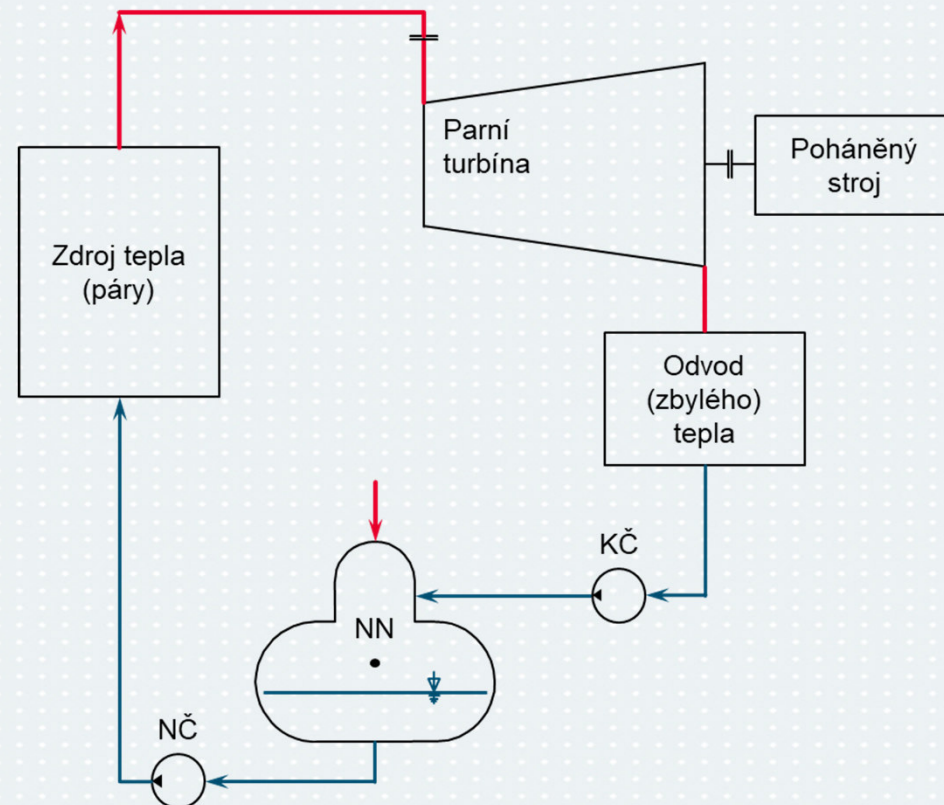 Parní
turbína
Poháněný
stroj
Zdroj tepla
(páry)
Odvod
(zbylého)
tepla
KČ
NN
NČ